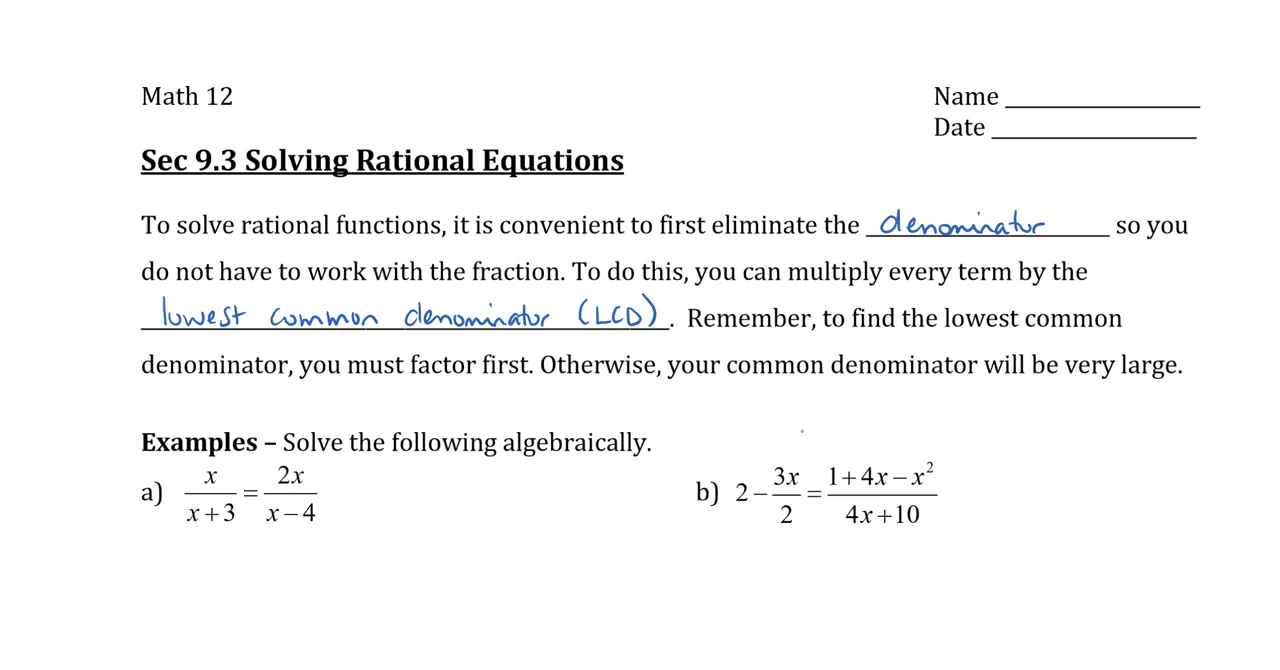 Math 12
Name
Date
Sec 9.3 Solving Rational Equations
To solve rational functions, it is convenient to first eliminate the denominator so you
do not have to work with the fraction. To do this, you can multiply every term by the
lowest common denominator (LCD). Remember, to find the lowest common
denominator, you must factor first. Otherwise, your common denominator will be very large.
Examples – Solve the following algebraically.
a) x/(x+3) = 2x/(x−4)
b) 2 − 3x/2 = (1+4x−x²)/(4x+10)